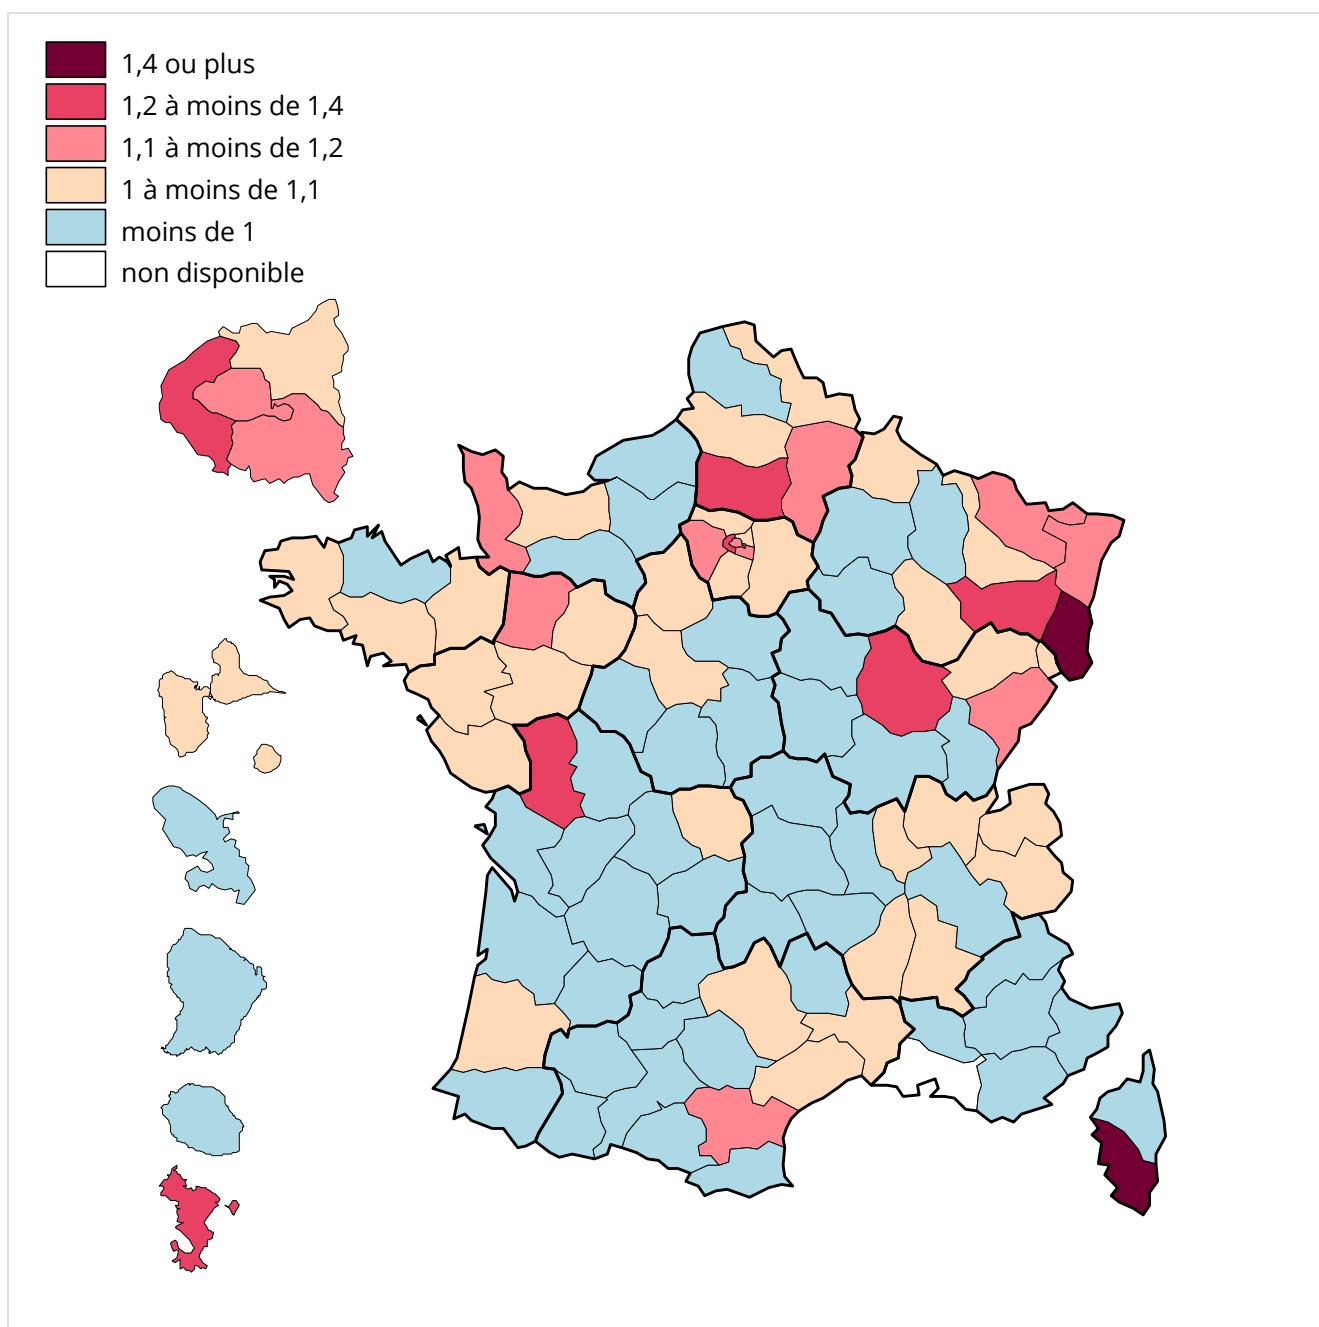 1,4 ou plus
1,2 à moins de 1,4
1,1 à moins de 1,2
1 à moins de 1,1
moins de 1
non disponible